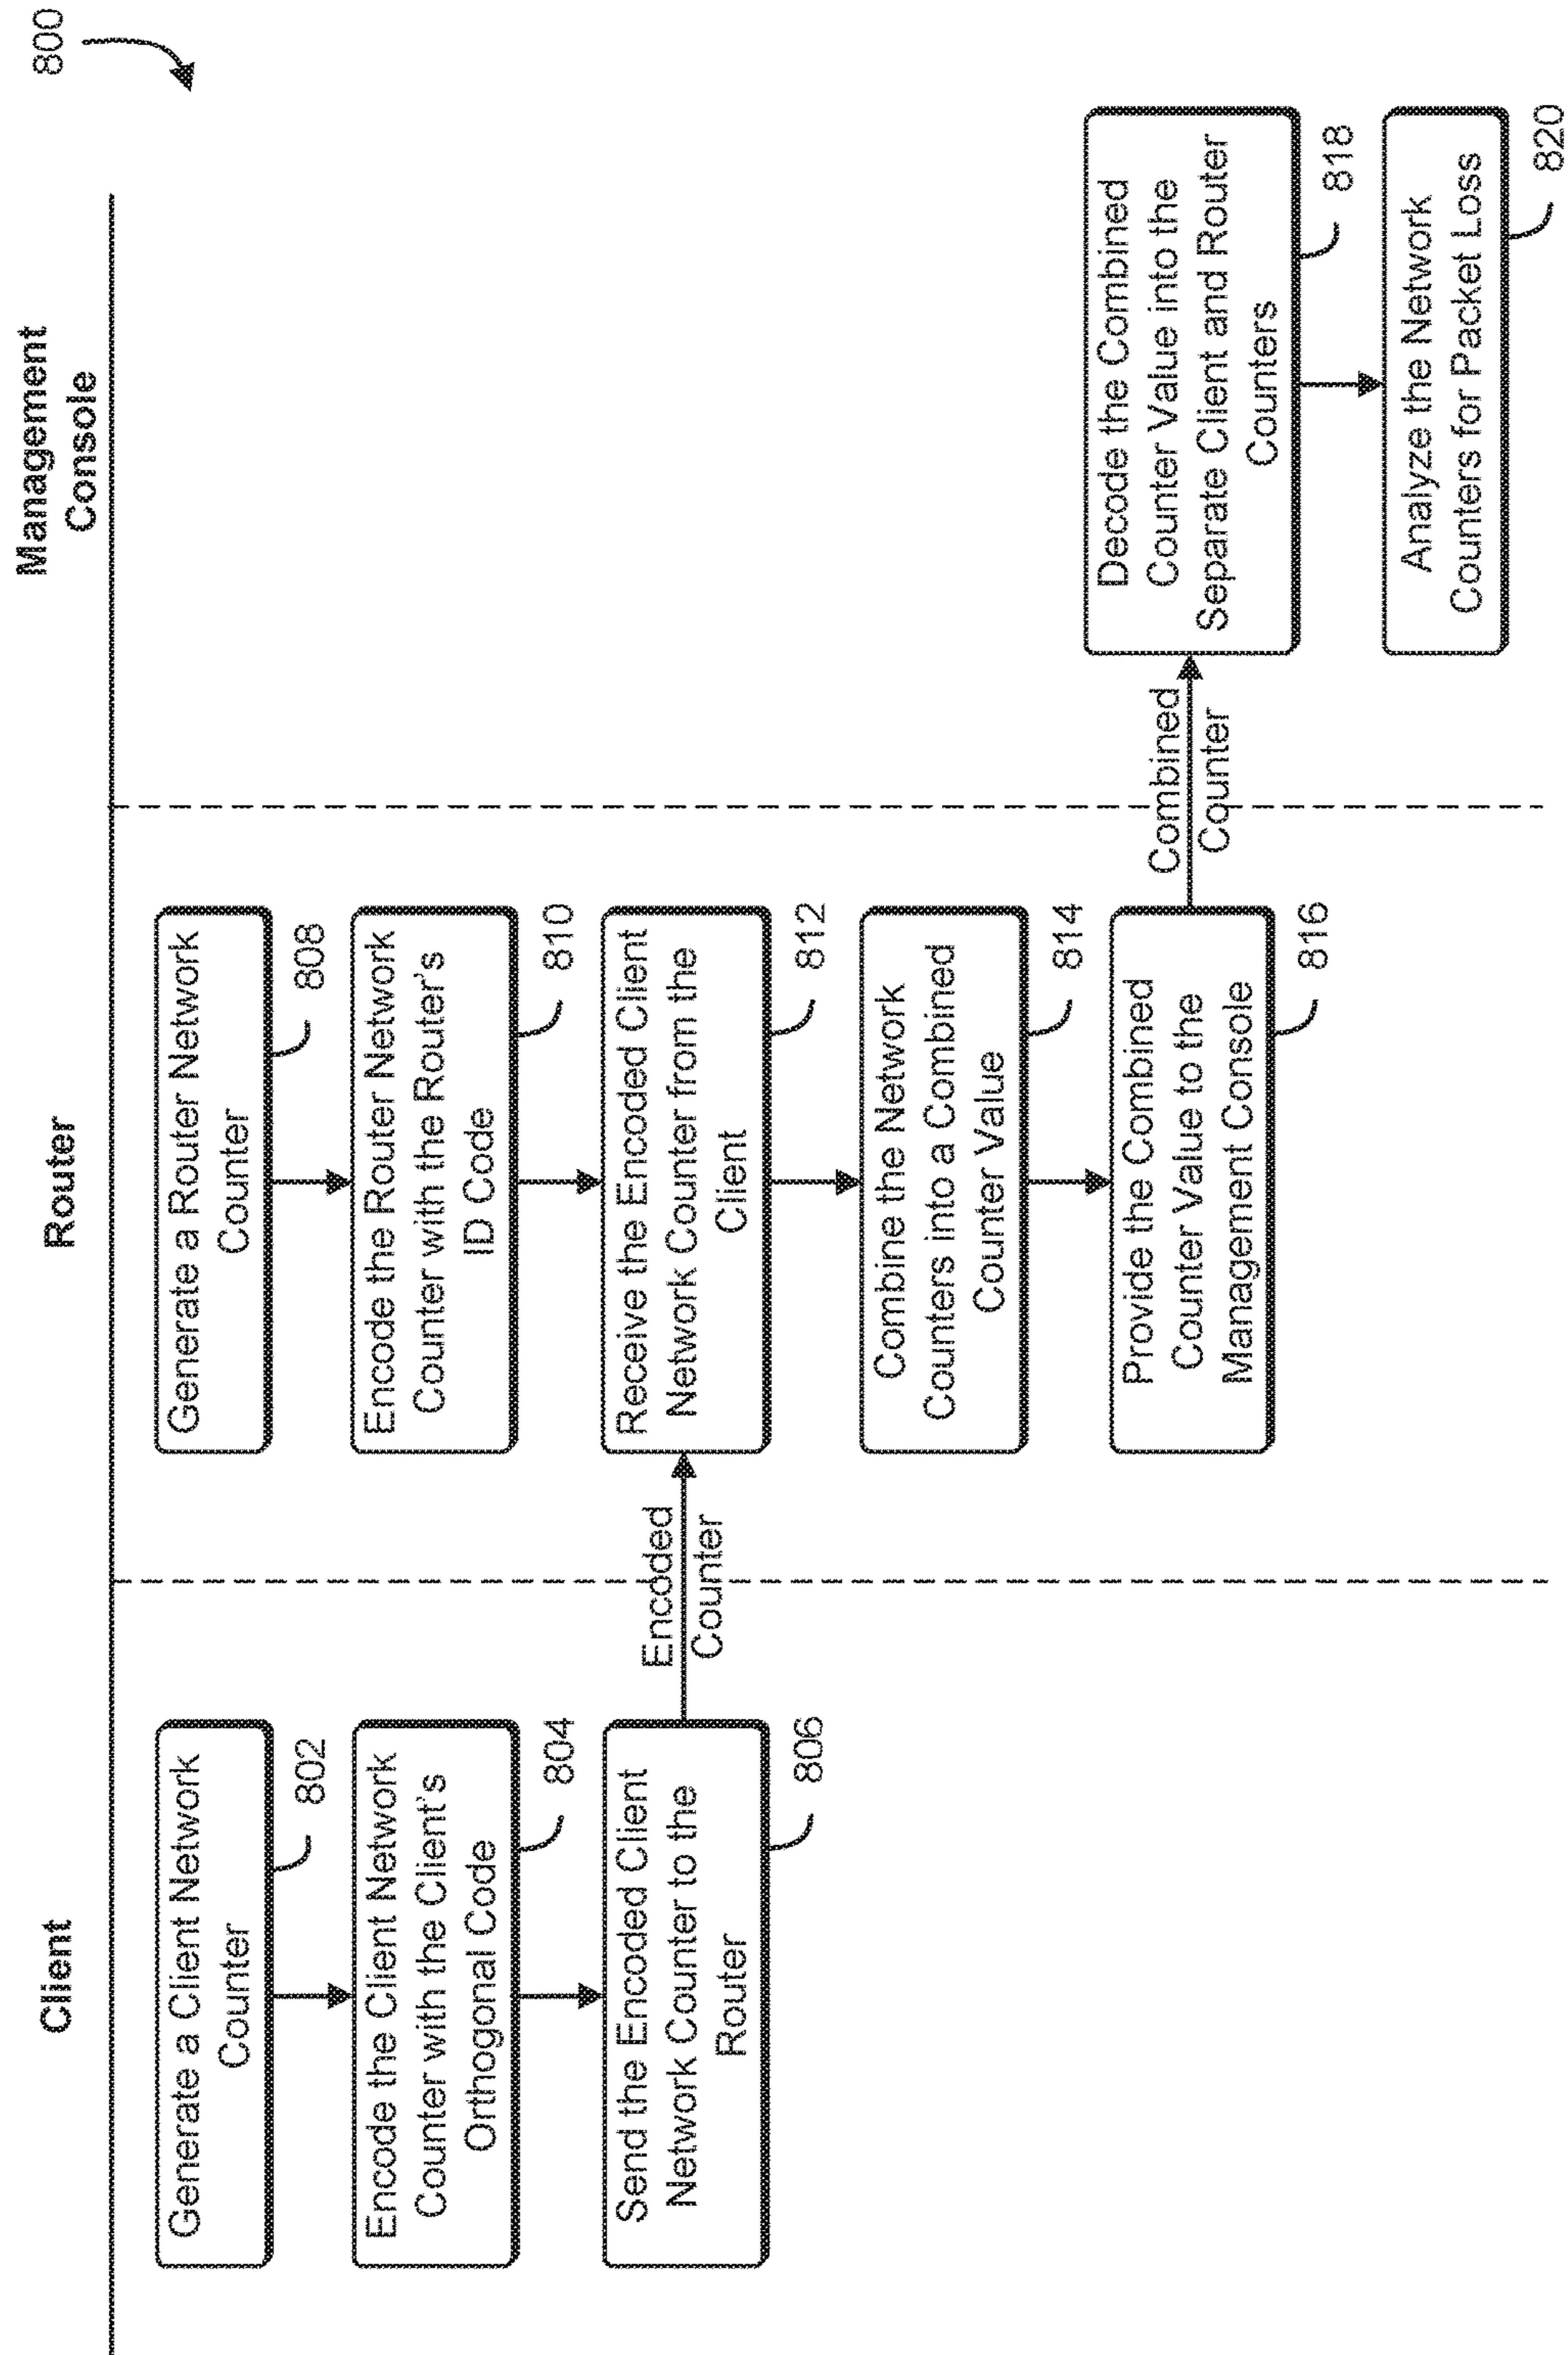 800
Client
Router
Management
Console
Generate a Client Network
Counter
802
Encode the Client Network
Counter with the Client's
Orthogonal Code
804
Send the Encoded Client
Network Counter to the
Router
806
Encoded
Counter
Generate a Router Network
Counter
808
Encode the Router Network
Counter with the Router's
ID Code
810
Receive the Encoded Client
Network Counter from the
Client
812
Combine the Network
Counters into a Combined
Counter Value
814
Provide the Combined
Counter Value to the
Management Console
816
Combined
Counter
Decode the Combined
Counter Value into the
Separate Client and Router
Counters
818
Analyze the Network
Counters for Packet Loss
820